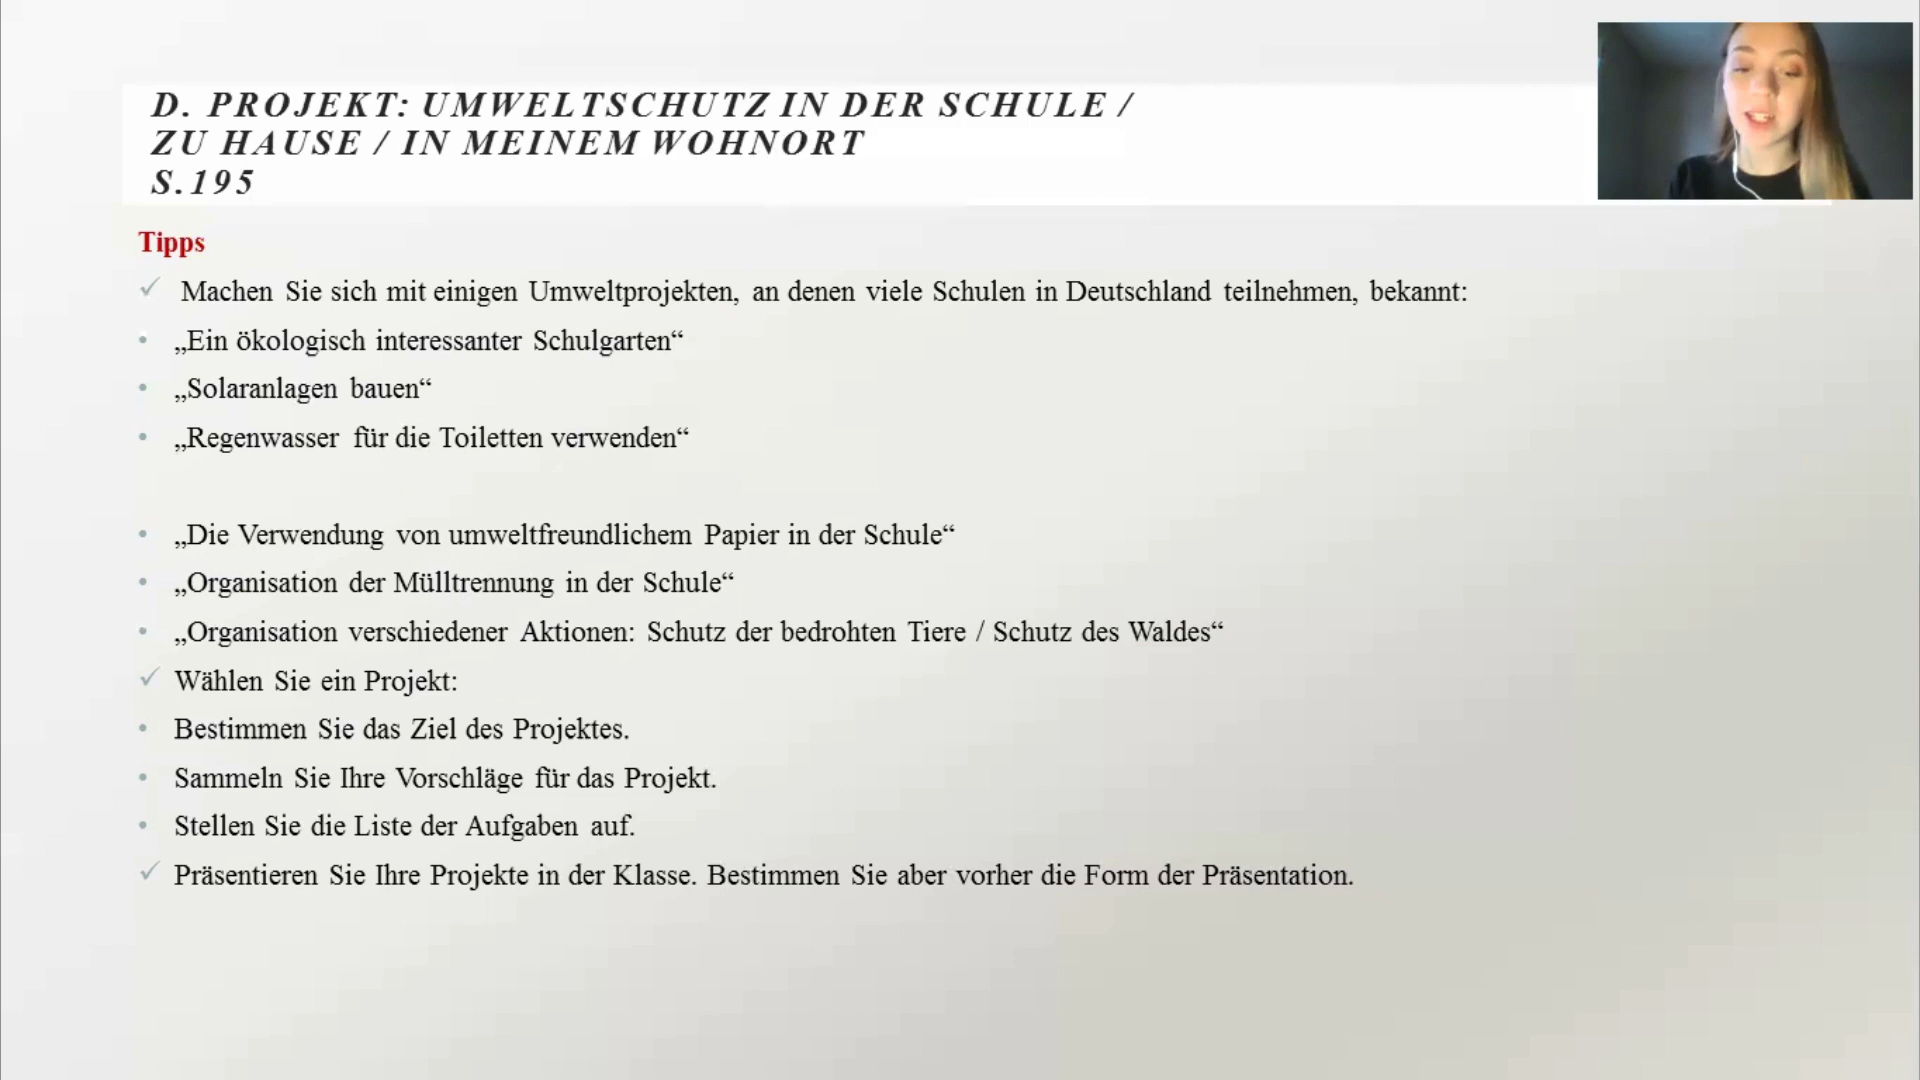 D. PROJEKT: UMWELTSCHUTZ IN DER SCHULE /
ZU HAUSE / IN MEINEM WOHNORT
S.195
Tipps
✓ Machen Sie sich mit einigen Umweltprojekten, an denen viele Schulen in Deutschland teilnehmen, bekannt:
• „Ein ökologisch interessanter Schulgarten“
• „Solaranlagen bauen“
• „Regenwasser für die Toiletten verwenden“
• „Die Verwendung von umweltfreundlichem Papier in der Schule“
• „Organisation der Mülltrennung in der Schule“
• „Organisation verschiedener Aktionen: Schutz der bedrohten Tiere / Schutz des Waldes“
✓ Wählen Sie ein Projekt:
• Bestimmen Sie das Ziel des Projektes.
• Sammeln Sie Ihre Vorschläge für das Projekt.
• Stellen Sie die Liste der Aufgaben auf.
✓ Präsentieren Sie Ihre Projekte in der Klasse. Bestimmen Sie aber vorher die Form der Präsentation.